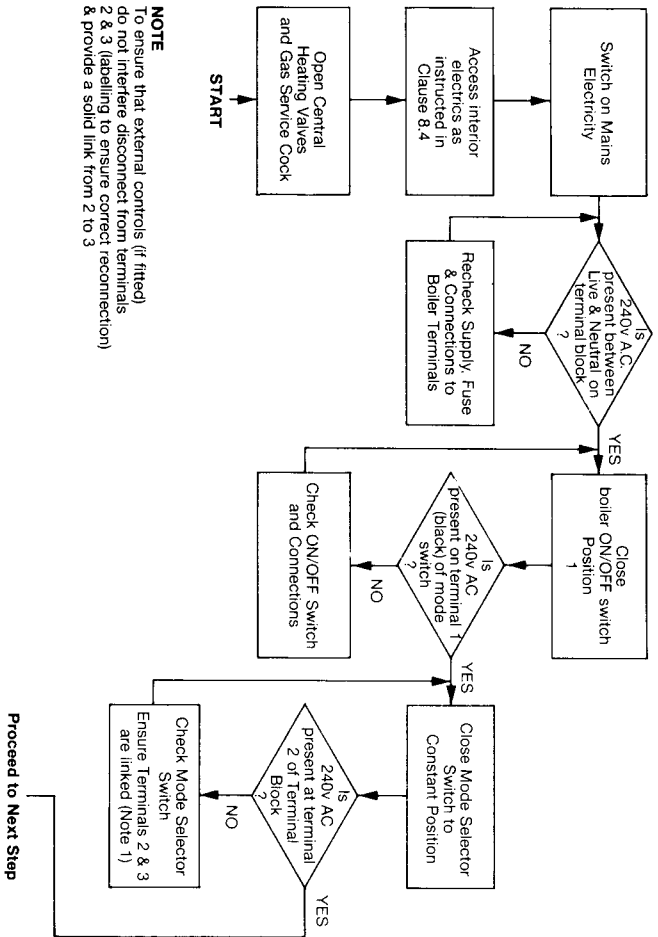 START
Open Central
Heating Valves
and Gas Service Cock
Access interior
electrics as
instructed in
Clause 8.4
Switch on Mains
Electricity
Is
240v A.C.
present between
Live & Neutral on
terminal block
?
NO
YES
Recheck Supply, Fuse
& Connections to
Boiler Terminals
Close
boiler ON/OFF switch
Position
1
Is
240v AC
present on terminal 1
(black) of mode
switch
?
NO
YES
Check ON/OFF Switch
and Connections
Close Mode Selector
Switch to
Constant Position
Is
240v AC
present at terminal
2 of Terminal
Block
?
NO
YES
Check Mode Selector
Switch
Ensure Terminals 2 & 3
are linked (Note 1)
Proceed to Next Step
NOTE
To ensure that external controls (if fitted)
do not interfere disconnect from terminals
2 & 3 (labelling to ensure correct reconnection)
& provide a solid link from 2 to 3